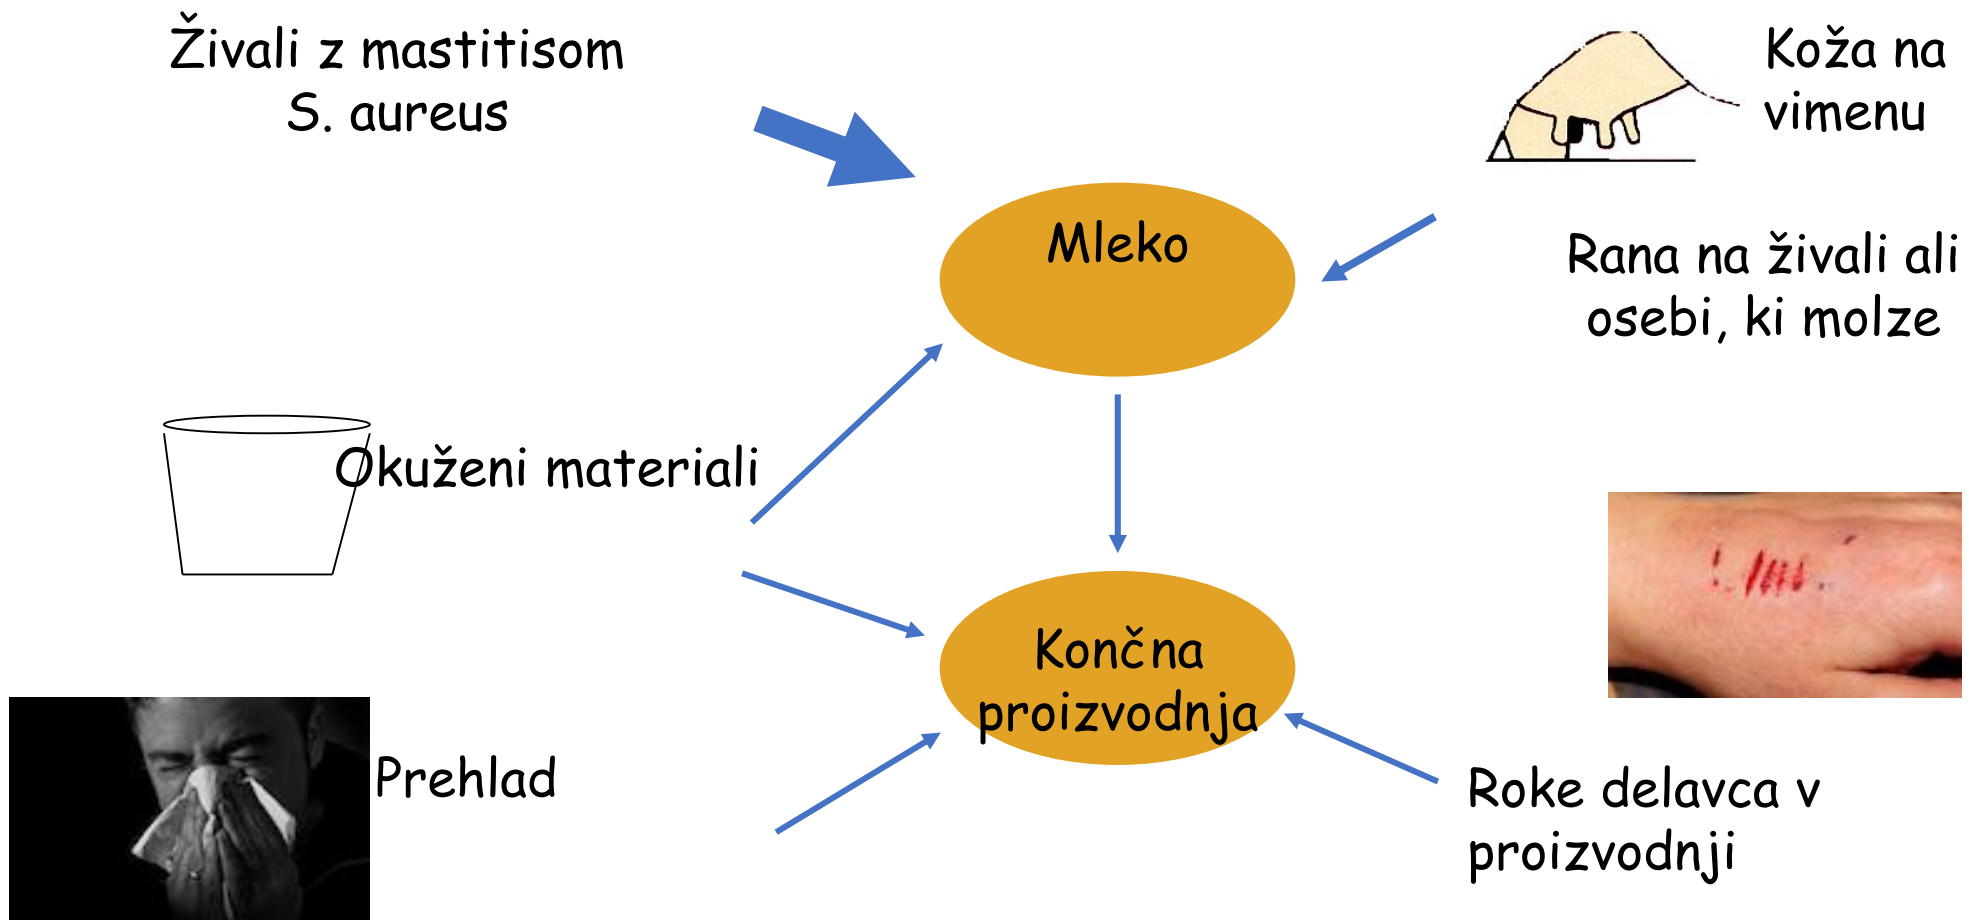 Živali z mastitisom
S. aureus
Koža na
vimenu
Mleko
Rana na živali ali
osebi, ki molze
Okuženi materiali
Končna
proizvodnja
Prehlad
Roke delavca v
proizvodnji